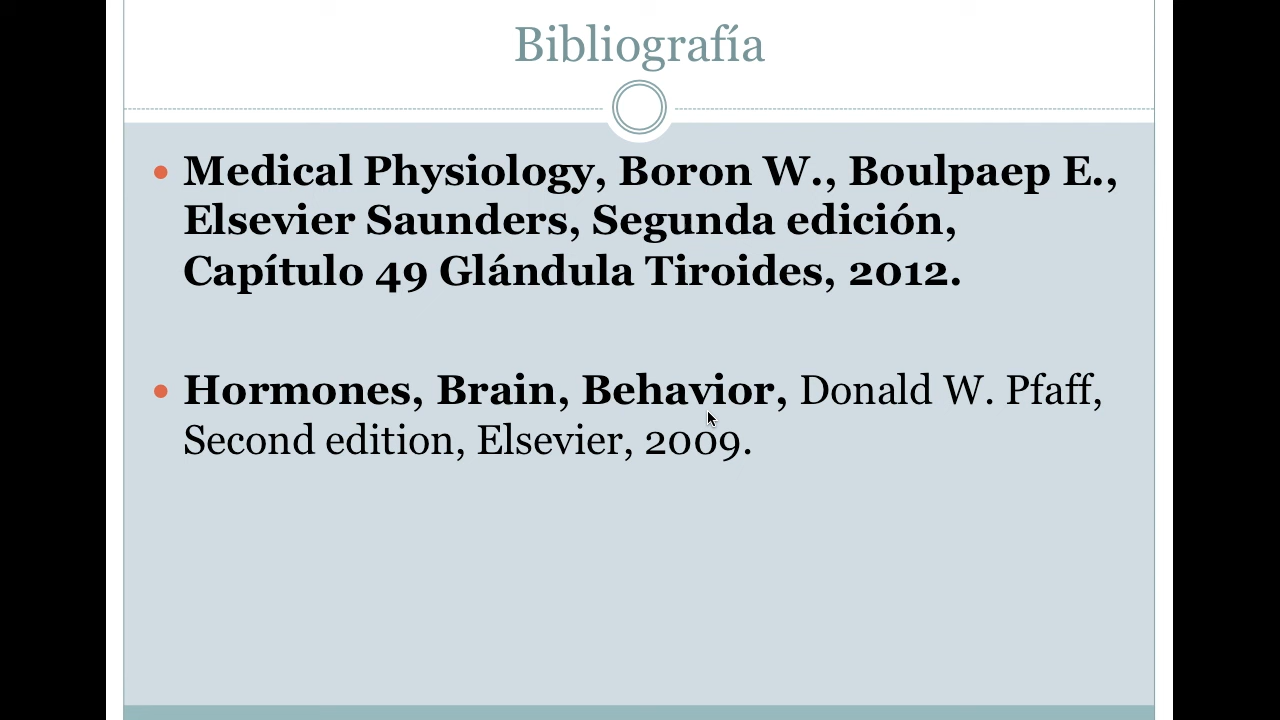 Bibliografía
Medical Physiology, Boron W., Boulpaep E.,
Elsevier Saunders, Segunda edición,
Capítulo 49 Glándula Tiroides, 2012.
Hormones, Brain, Behavior, Donald W. Pfaff,
Second edition, Elsevier, 2009.